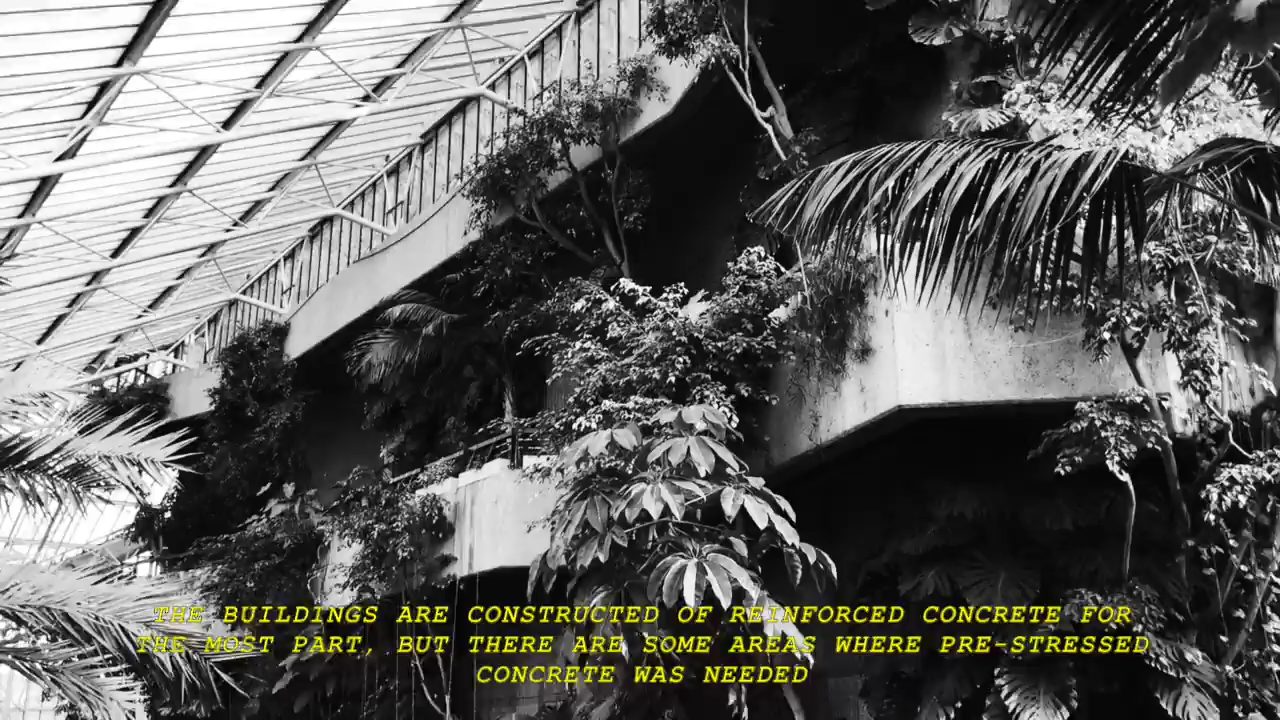 THE BUILDINGS ARE CONSTRUCTED OF REINFORCED CONCRETE FOR
THE MOST PART, BUT THERE ARE SOME AREAS WHERE PRE-STRESSED
CONCRETE WAS NEEDED